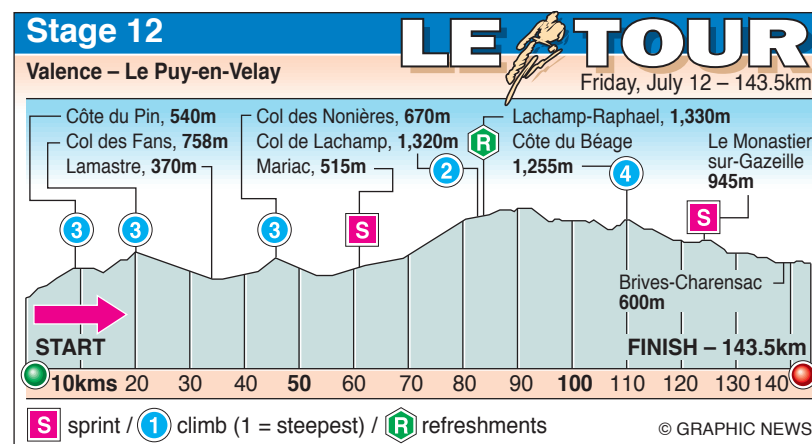 Stage 12
LE TOUR
Valence – Le Puy-en-Velay
Friday, July 12 – 143.5km
Côte du Pin, 540m
Col des Fans, 758m
Lamastre, 370m
Col des Nonières, 670m
Col de Lachamp, 1,320m
Mariac, 515m
Lachamp-Raphael, 1,330m
Côte du Béage
1,255m
Le Monastier
sur-Gazeille
945m
R
2
4
3
3
3
S
S
Brives-Charensac
600m
START
FINISH – 143.5km
10kms 20 30 40 50 60 70 80 90 100 110 120 130 140
S sprint / 1 climb (1 = steepest) / R refreshments
© GRAPHIC NEWS